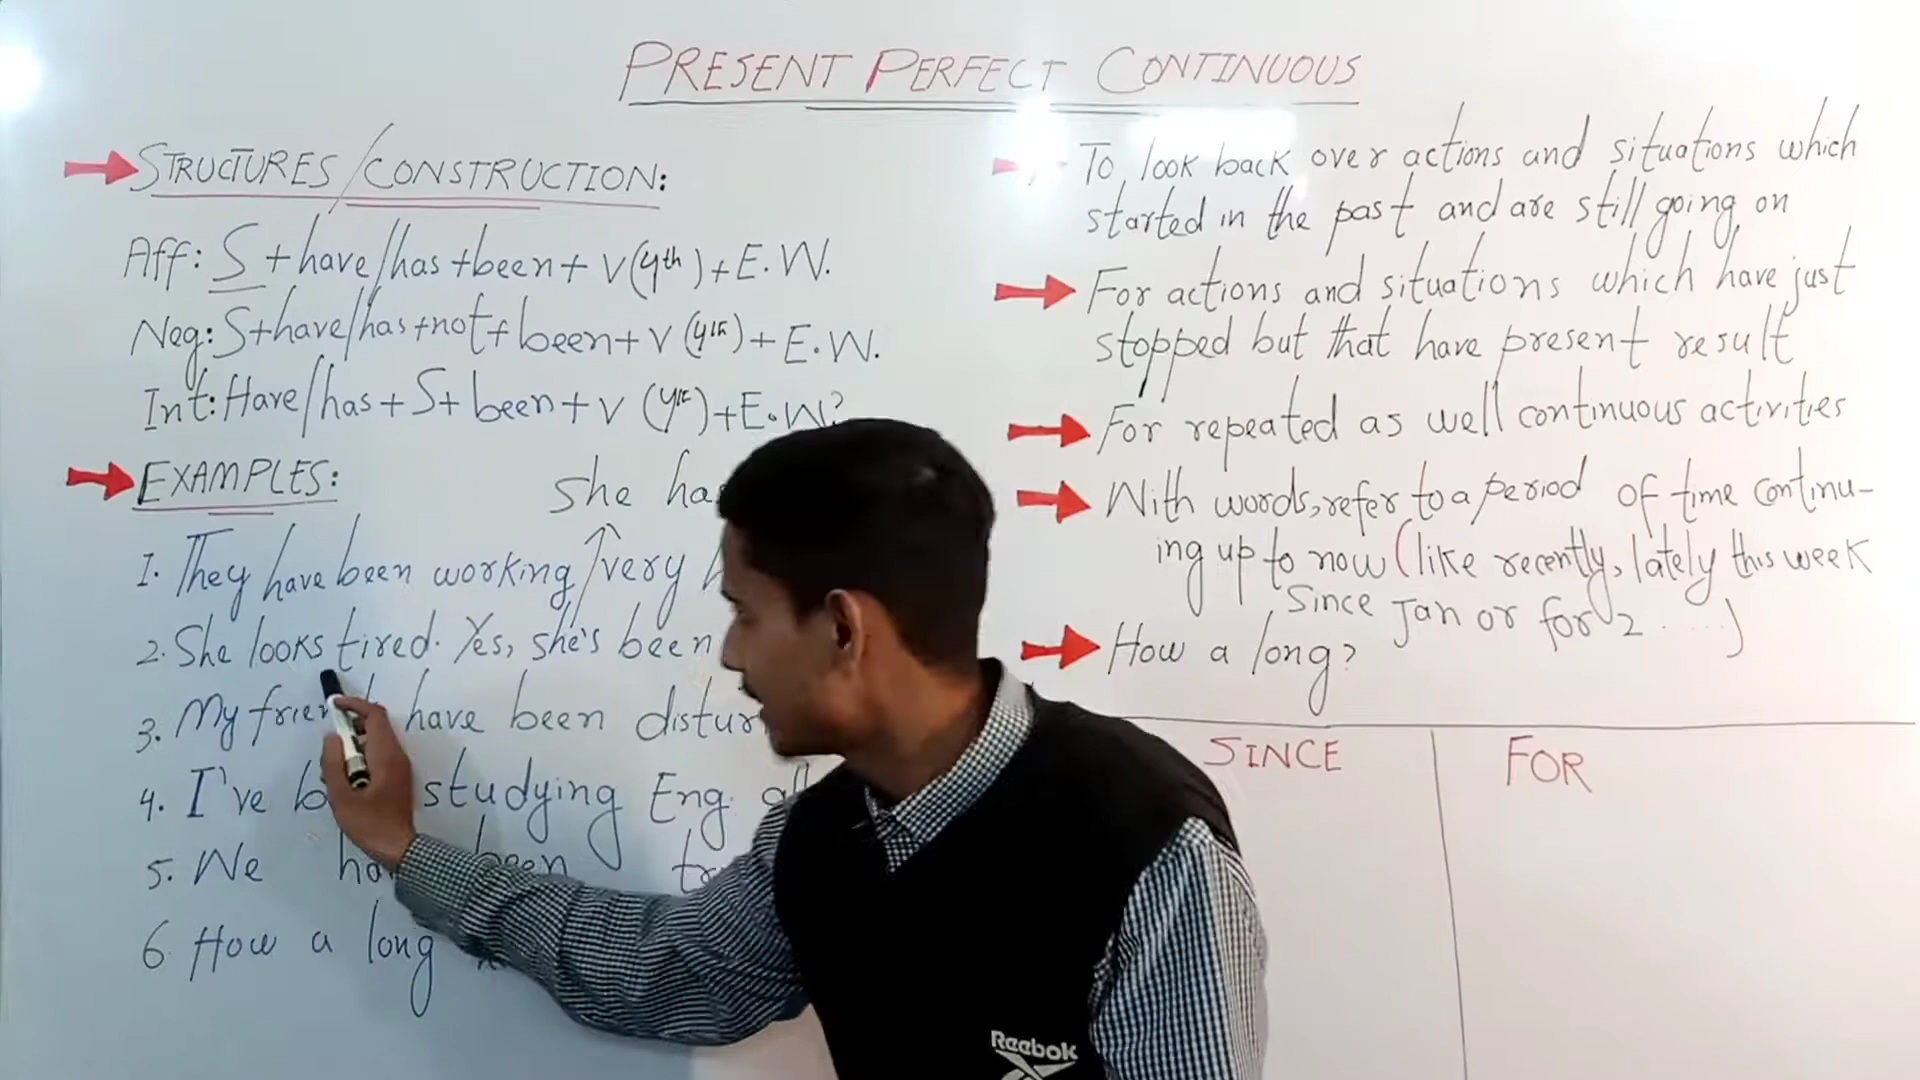 PRESENT PERFECT CONTINUOUS
STRUCTURES/CONSTRUCTION:
Aff: S+have/has+been+V(4th)+E.W.
Neg: S+have/has+not+been+V(4th)+E.W.
Int: Have/has+S+been+V(4th)+E.W?
EXAMPLES:
she ha
1. They have been working very
2. She looks tired. Yes, she's been
3. My have been
4. I've studying Eng.
5. We been
6 How a long
To look back over actions and situations which
started in the past and are still going on
For actions and situations which have just
stopped but that have present result
For repeated as well continuous activities
With words, refer to a period of time continu-
ing up to now (like recently, lately this week
Since Jan or for 2 ....)
How a long?
SINCE
FOR
Reebok